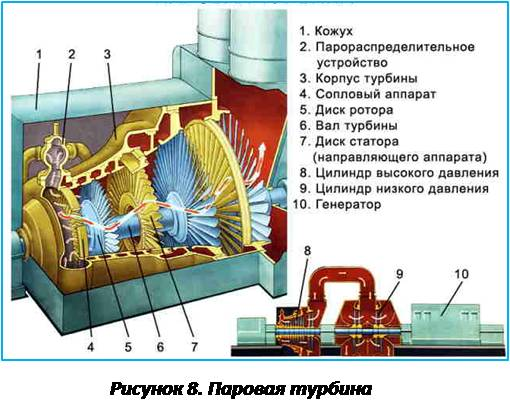 1. Кожух
2. Парораспределительное
устройство
3. Корпус турбины
4. Сопловый аппарат
5. Диск ротора
6. Вал турбины
7. Диск статора
(направляющего аппарата)
8. Цилиндр высокого давления
9. Цилиндр низкого давления
10. Генератор
1
2
3
4
5
6
7
8
9
10
Рисунок 8. Паровая турбина